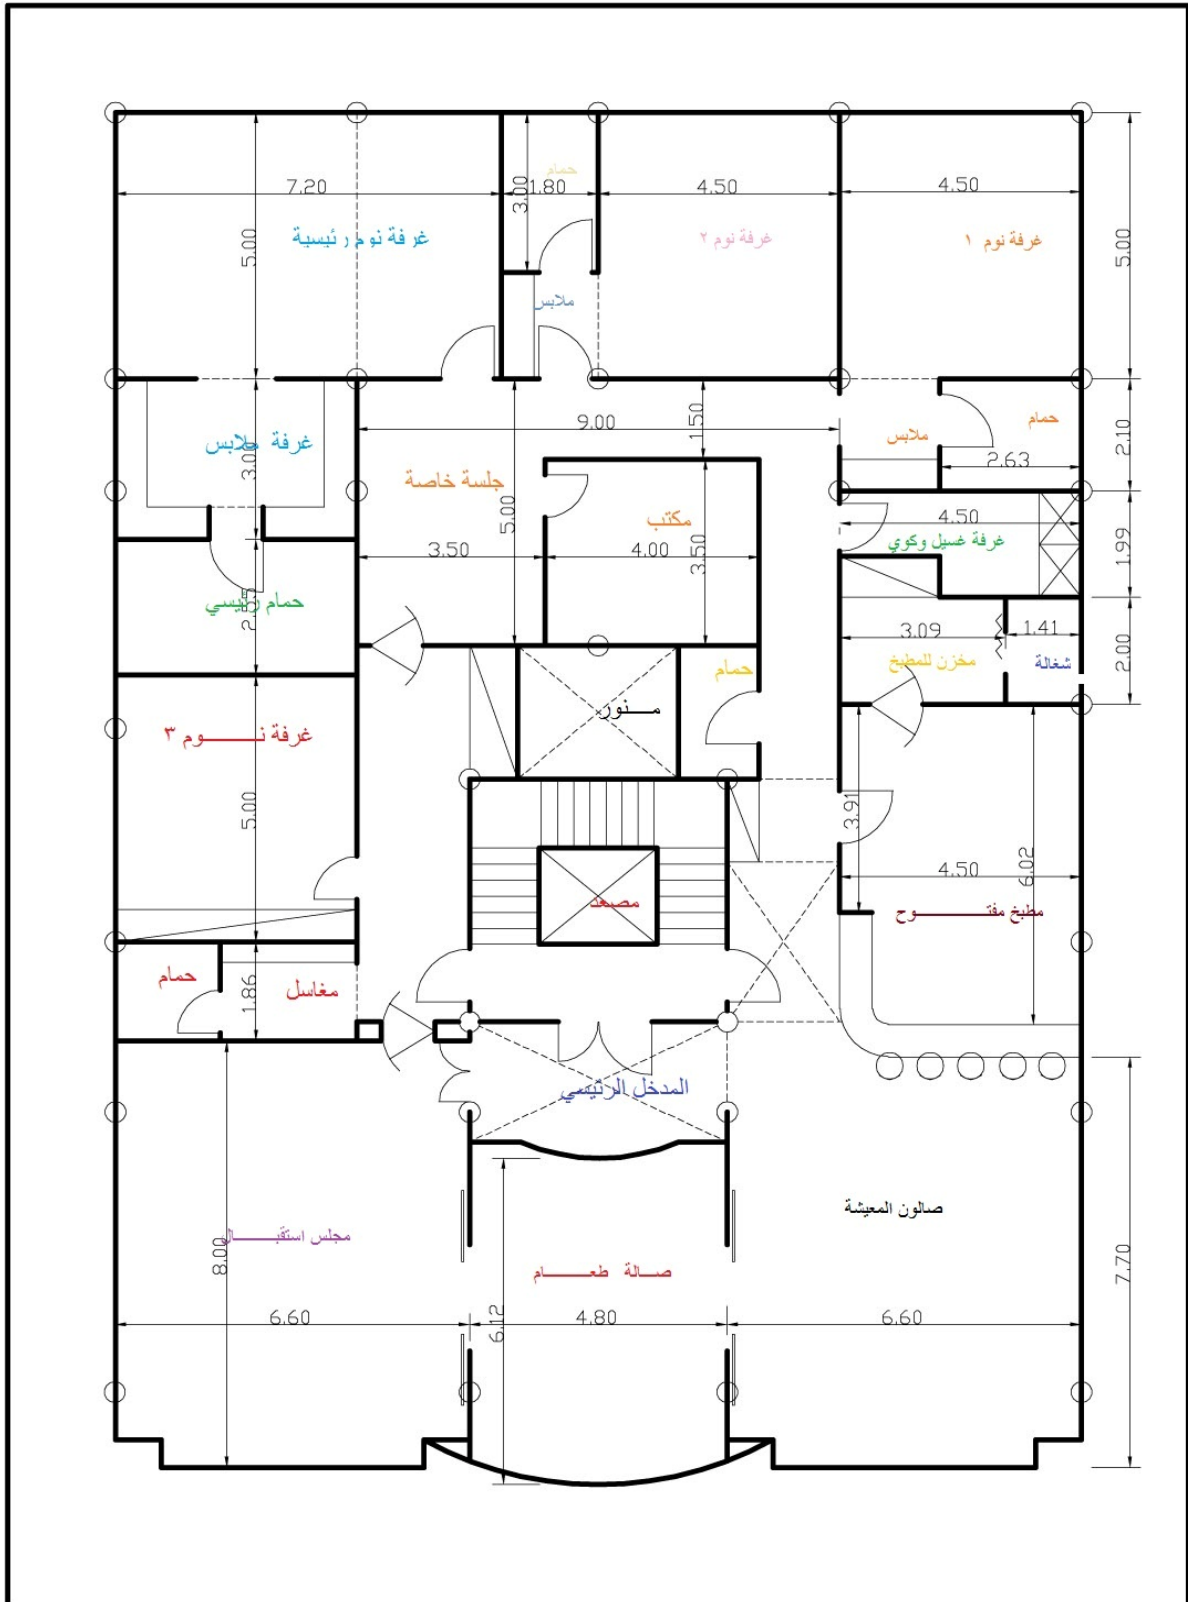 حمام
7.20
3.00
1.80
4.50
4.50
غرفة نوم رئيسية
غرفة نوم ٢
غرفة نوم ١
5.00
5.00
ملابس
9.00
1.50
حمام
غرفة ملابس
ملابس
2.10
3.00
2.63
جلسة خاصة
5.00
مكتب
4.50
غرفة غسيل وكوي
1.99
3.50
4.00
3.50
حمام رئيسي
3.09
1.41
حمام
مخزن للمطبخ
شغالة
2.00
منور
غرفة نوم ٣
5.00
3.91
4.50
6.02
مصعد
مطبخ مفتوح
حمام
مغاسل
1.86
المدخل الرئيسي
صالون المعيشة
مجلس استقبال
8.00
صالة طعام
7.70
6.60
6.12
4.80
6.60